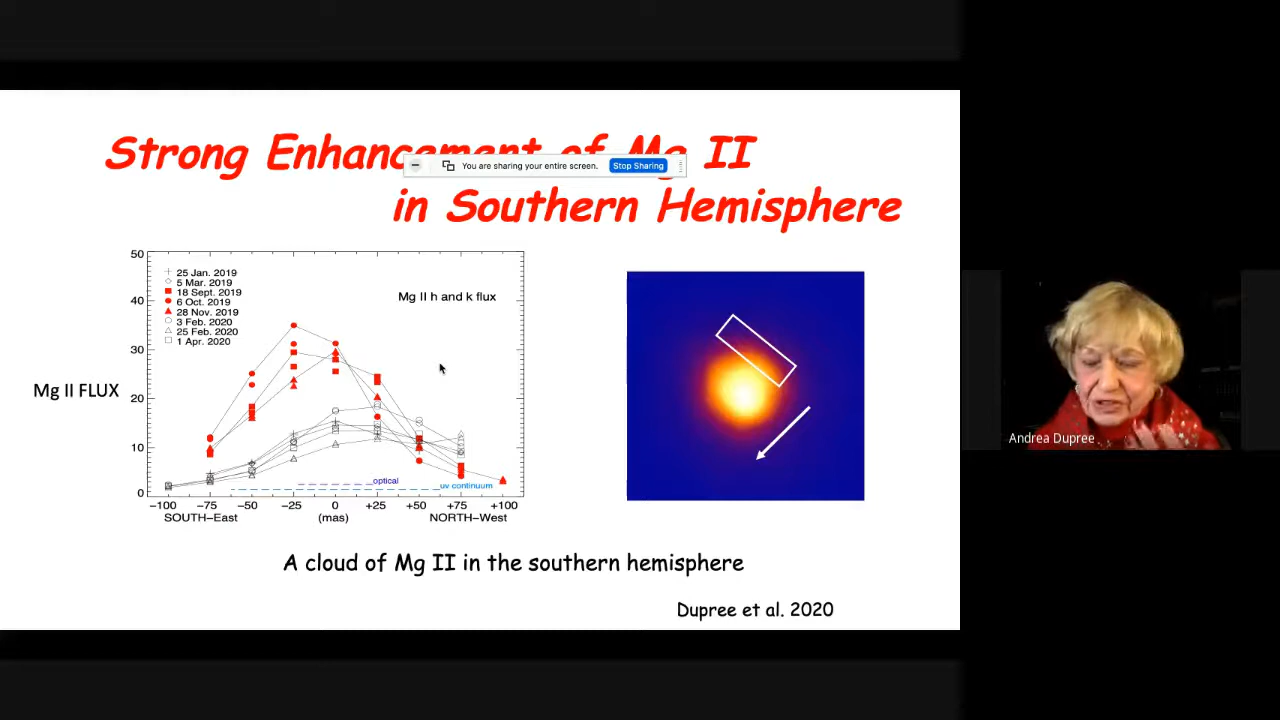 Strong Enhancement of Mg II
You are sharing your entire screen. Stop Sharing
in Southern Hemisphere
50
40
30
20
10
0
25 Jan. 2019
5 Mar. 2019
18 Sept. 2019
6 Oct. 2019
28 Nov. 2019
3 Feb. 2020
25 Feb. 2020
1 Apr. 2020
Mg II h and k flux
Mg II FLUX
optical
uv continuum
−100 −75 −50 −25 0 +25 +50 +75 +100
SOUTH−East (mas) NORTH−West
A cloud of Mg II in the southern hemisphere
Dupree et al. 2020
Andrea Dupree